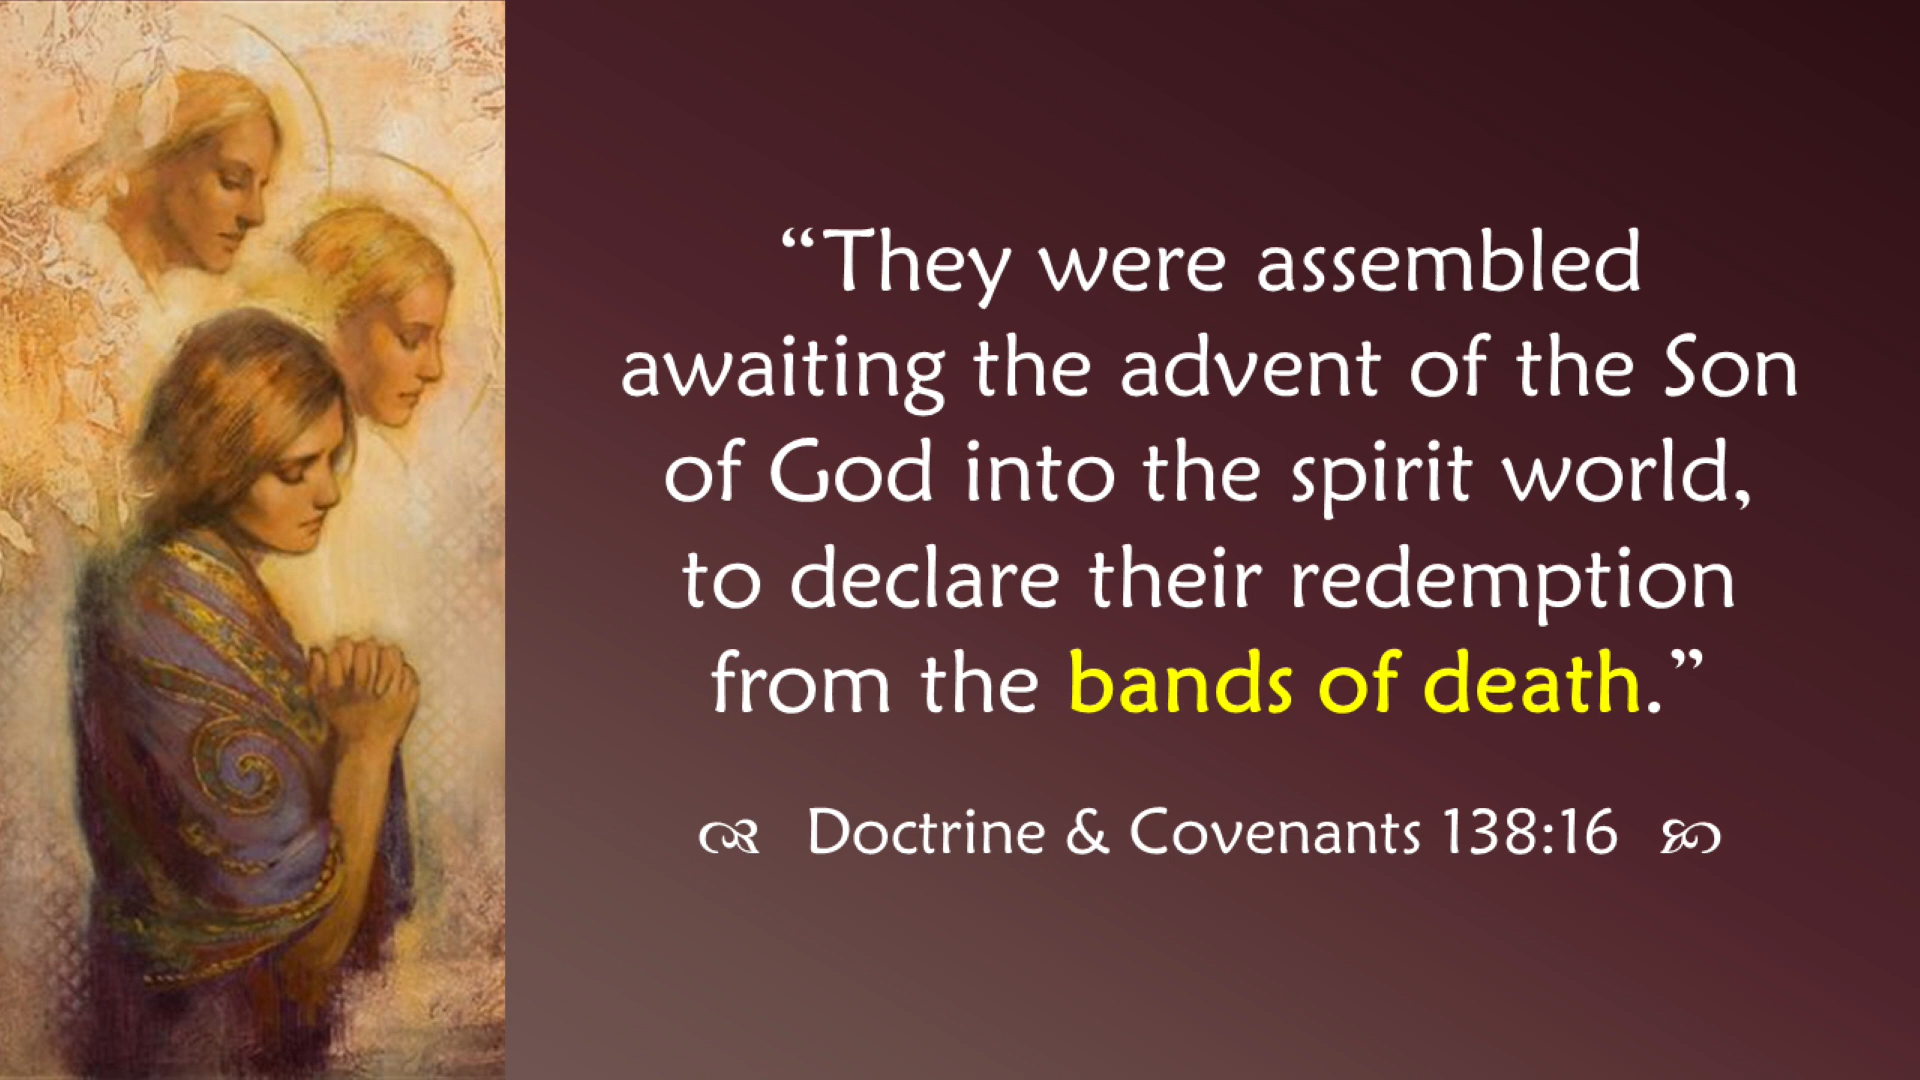 “They were assembled
awaiting the advent of the Son
of God into the spirit world,
to declare their redemption
from the bands of death.”
Doctrine & Covenants 138:16